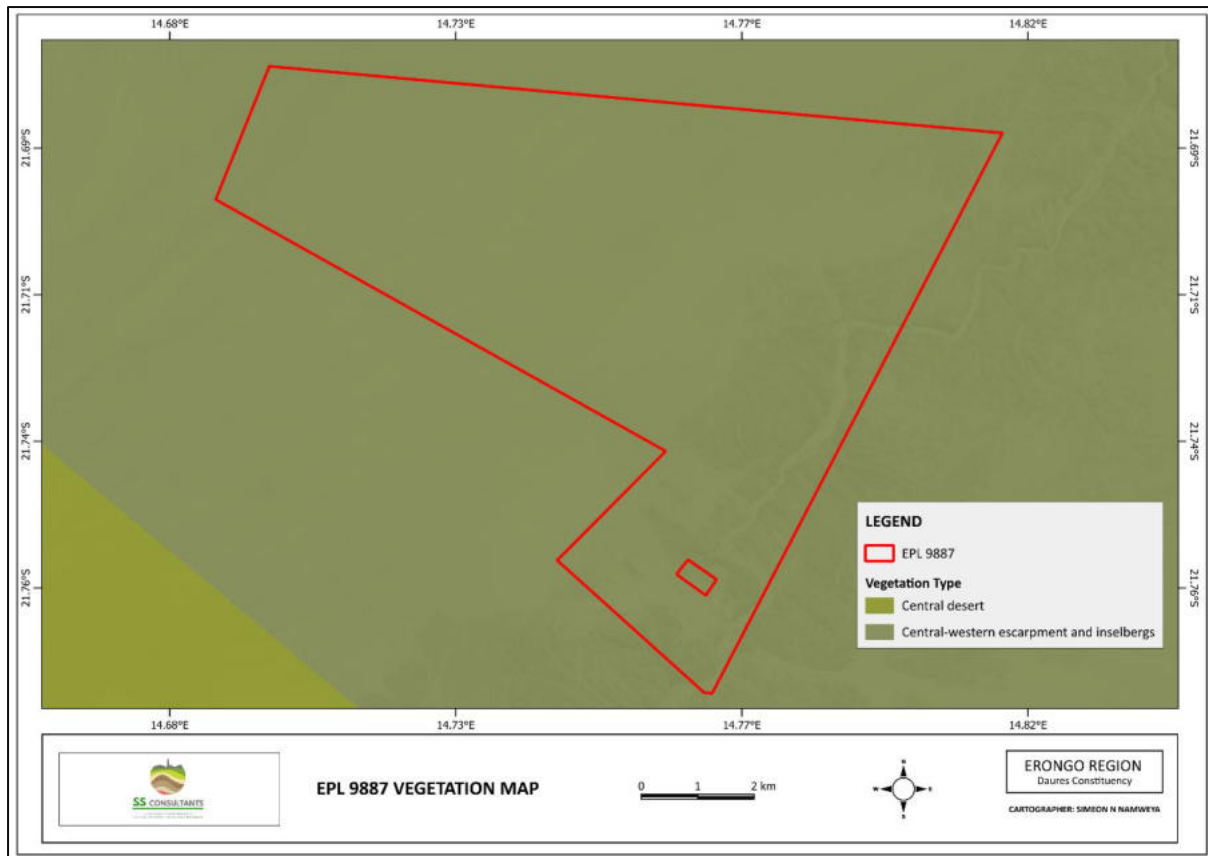 14.68°E 14.73°E 14.77°E 14.82°E
21.69°S 21.69°S
21.71°S 21.71°S
21.74°S 21.74°S
LEGEND
EPL 9887
Vegetation Type
Central desert
Central-western escarpment and inselbergs
21.76°S 21.76°S
14.68°E 14.73°E 14.77°E 14.82°E
SS CONSULTANTS
EPL 9887 VEGETATION MAP
0 1 2 km
N
W E
S
ERONGO REGION
Daures Constituency
CARTOGRAPHER: SIMEON N NAMWEYA